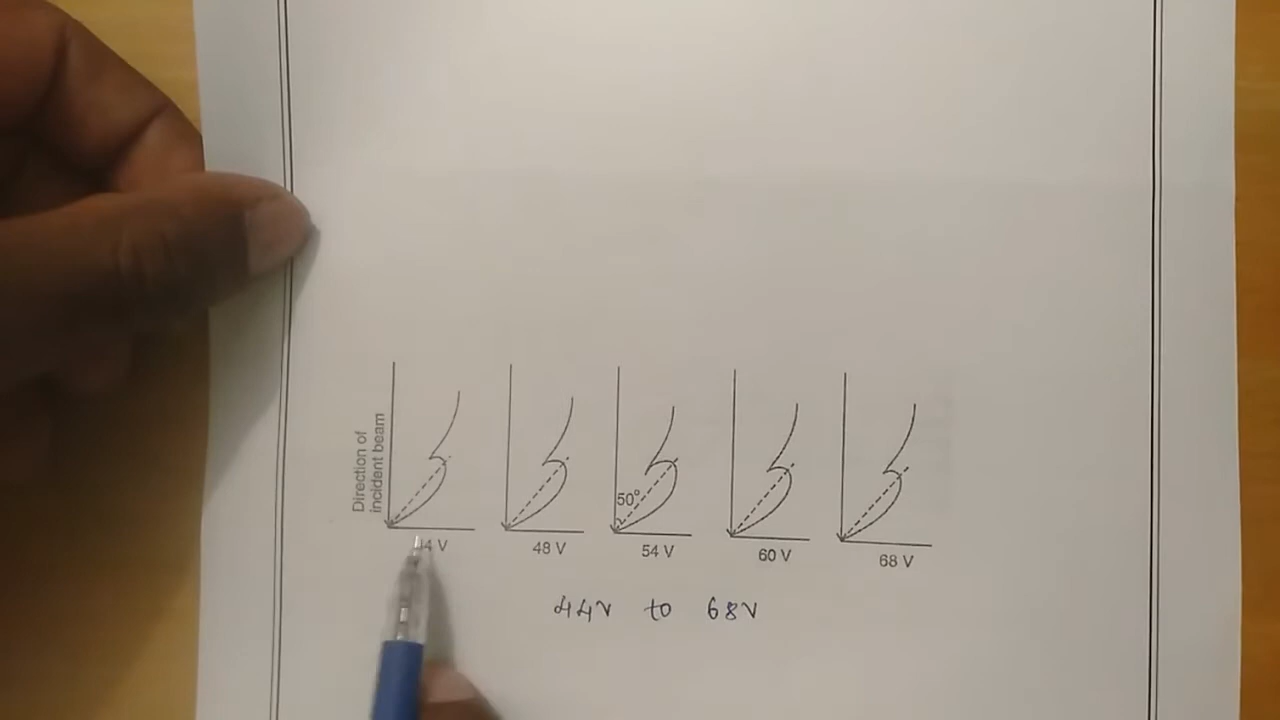 Direction of
incident beam
50°
48 V
54 V
60 V
68 V
44V to 68V